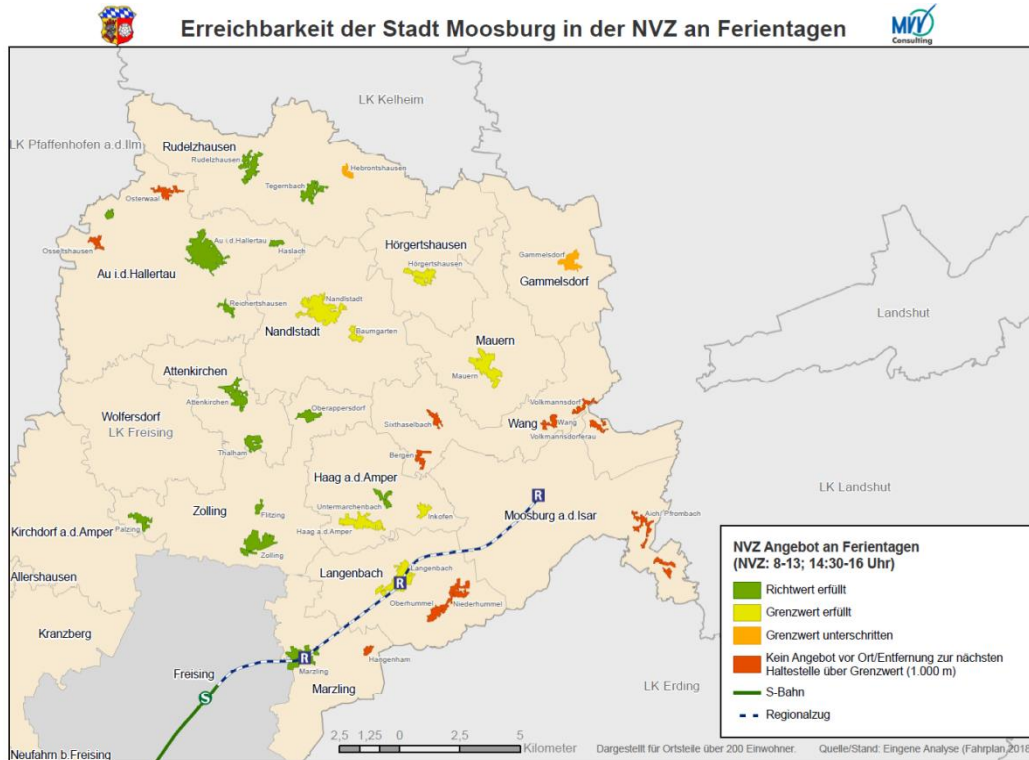 Erreichbarkeit der Stadt Moosburg in der NVZ an Ferientagen
MVV
Consulting
LK Kelheim
LK Pfaffenhofen a.d.Ilm
Rudelzhausen
Rudelzhausen
Hebrontshausen
Tegernbach
Osterwaal
Au i.d.Hallertau
Haslach
Osseltshausen
Au i.d.Hallertau
Hörgertshausen
Hörgertshausen
Gammelsdorf
Gammelsdorf
Reichertshausen
Nandlstadt
Baumgarten
Nandlstadt
Landshut
Mauern
Mauern
Attenkirchen
Attenkirchen
Oberappersdorf
Wolfersdorf
LK Freising
Sixthaselbach
Volkmannsdorf
Wang
Wang
Volkmannsdorferau
Thalham
Bergen
Haag a.d.Amper
LK Landshut
Zolling
Flitzing
Untermarchenbach
Inkofen
R
Moosburg a.d.Isar
Aich/Pfrombach
Kirchdorf a.d.Amper
Palzing
Haag a.d.Amper
Zolling
Langenbach
Langenbach
R
Allershausen
Oberhummel
Niederhummel
Kranzberg
R
Marzling
Hangenham
Freising
Marzling
S
LK Erding
Neufahrn b.Freising
NVZ Angebot an Ferientagen
(NVZ: 8-13; 14:30-16 Uhr)
Richtwert erfüllt
Grenzwert erfüllt
Grenzwert unterschritten
Kein Angebot vor Ort/Entfernung zur nächsten
Haltestelle über Grenzwert (1.000 m)
S-Bahn
Regionalzug
2,5 1,25 0 2,5 5
Kilometer
Dargestellt für Ortsteile über 200 Einwohner.
Quelle/Stand: Eingene Analyse (Fahrplan 2018)